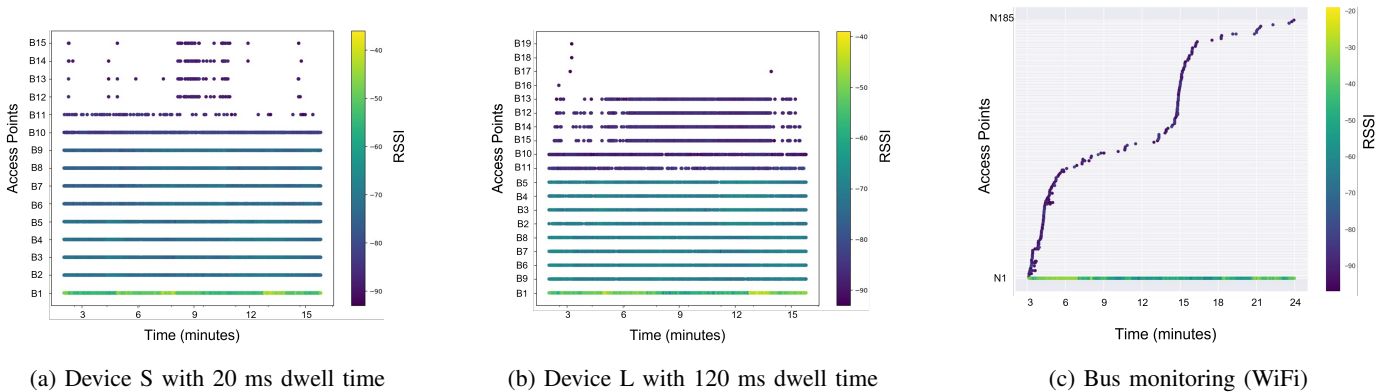 B15
B14
B13
B12
B11
B10
B9
B8
B7
B6
B5
B4
B3
B2
B1
Access Points
3
6
9
12
15
Time (minutes)
−40
−50
−60
−70
−80
−90
RSSI
(a) Device S with 20 ms dwell time
B19
B18
B17
B16
B13
B12
B14
B15
B10
B11
B5
B4
B3
B2
B8
B7
B6
B9
B1
Access Points
3
6
9
12
15
Time (minutes)
−40
−50
−60
−70
−80
−90
RSSI
(b) Device L with 120 ms dwell time
N185
N1
Access Points
3
6
9
12
15
18
21
24
Time (minutes)
−20
−30
−40
−50
−60
−70
−80
−90
RSSI
(c) Bus monitoring (WiFi)